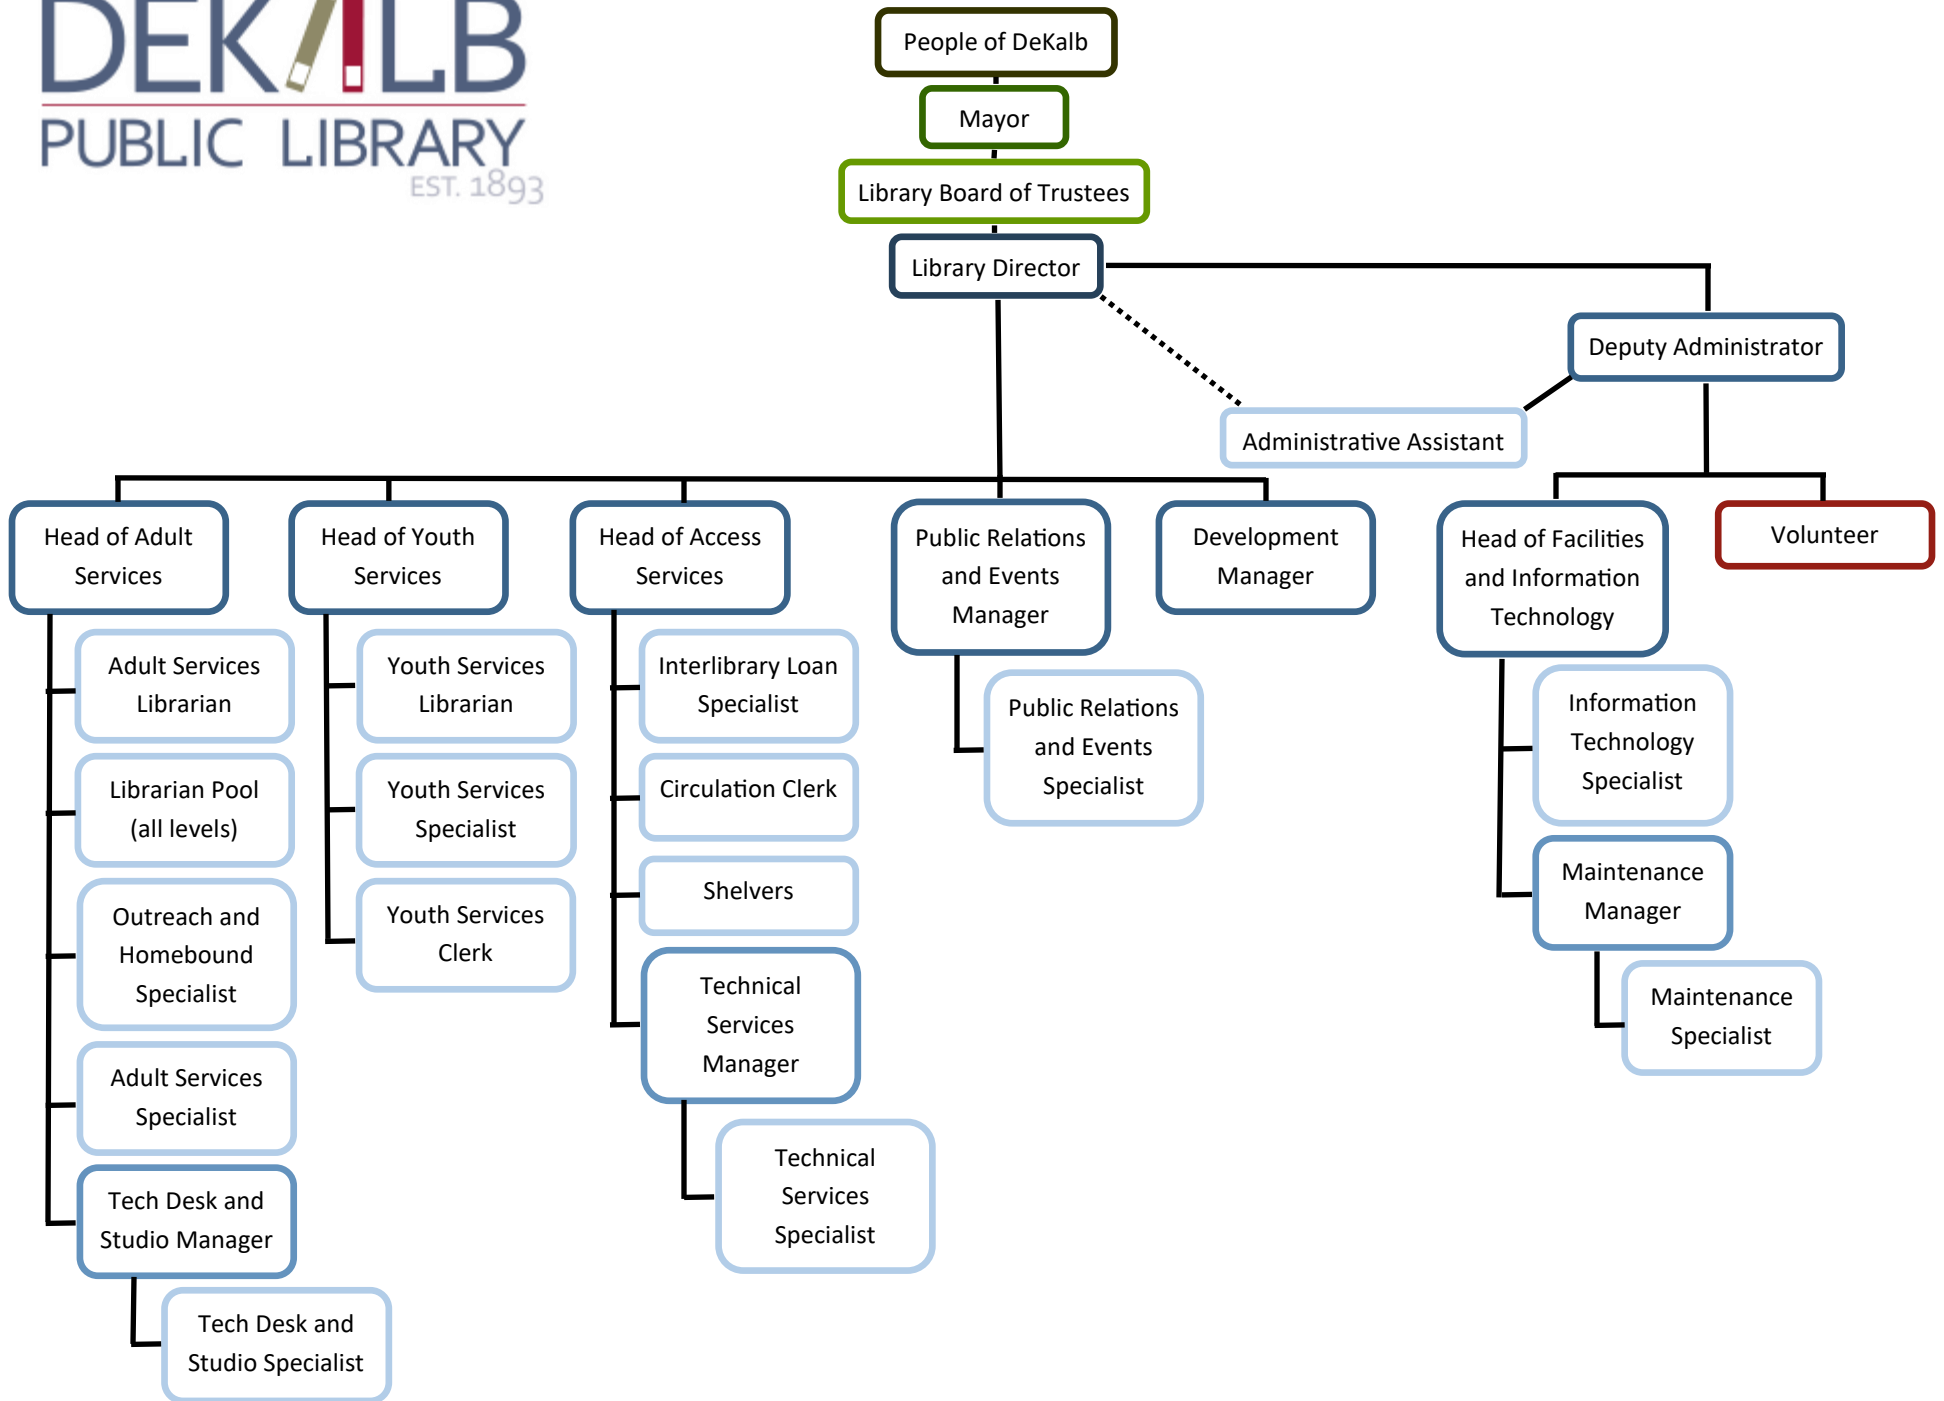 DEKALB
PUBLIC LIBRARY
EST. 1893
People of DeKalb
Mayor
Library Board of Trustees
Library Director
Deputy Administrator
Administrative Assistant
Head of Adult
Services
Adult Services
Librarian
Librarian Pool
(all levels)
Outreach and
Homebound
Specialist
Adult Services
Specialist
Tech Desk and
Studio Manager
Tech Desk and
Studio Specialist
Head of Youth
Services
Youth Services
Librarian
Youth Services
Specialist
Youth Services
Clerk
Head of Access
Services
Interlibrary Loan
Specialist
Circulation Clerk
Shelvers
Technical
Services
Manager
Technical
Services
Specialist
Public Relations
and Events
Manager
Public Relations
and Events
Specialist
Development
Manager
Head of Facilities
and Information
Technology
Information
Technology
Specialist
Maintenance
Manager
Maintenance
Specialist
Volunteer